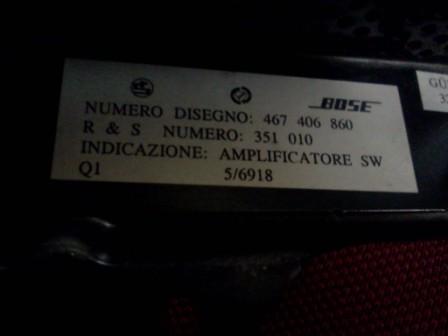 BOSE
NUMERO DISEGNO: 467 406 860
R & S NUMERO: 351 010
INDICAZIONE: AMPLIFICATORE SW
Q1 5/6918